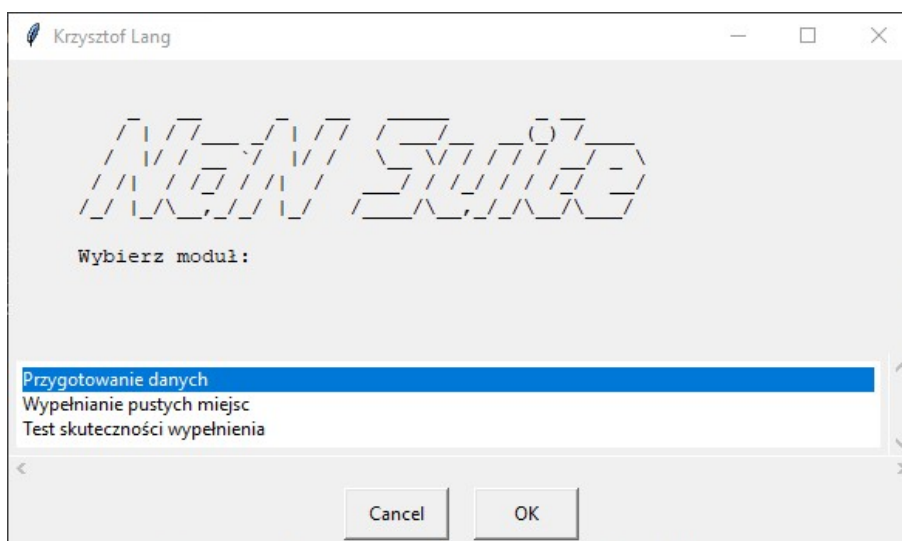 Krzysztof Lang
NaN Suite
Wybierz moduł:
Przygotowanie danych
Wypełnianie pustych miejsc
Test skuteczności wypełnienia
Cancel
OK